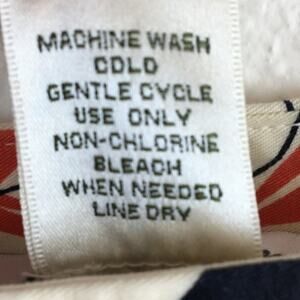 MACHINE WASH
COLD
GENTLE CYCLE
USE ONLY
NON-CHLORINE
BLEACH
WHEN NEEDED
LINE DRY